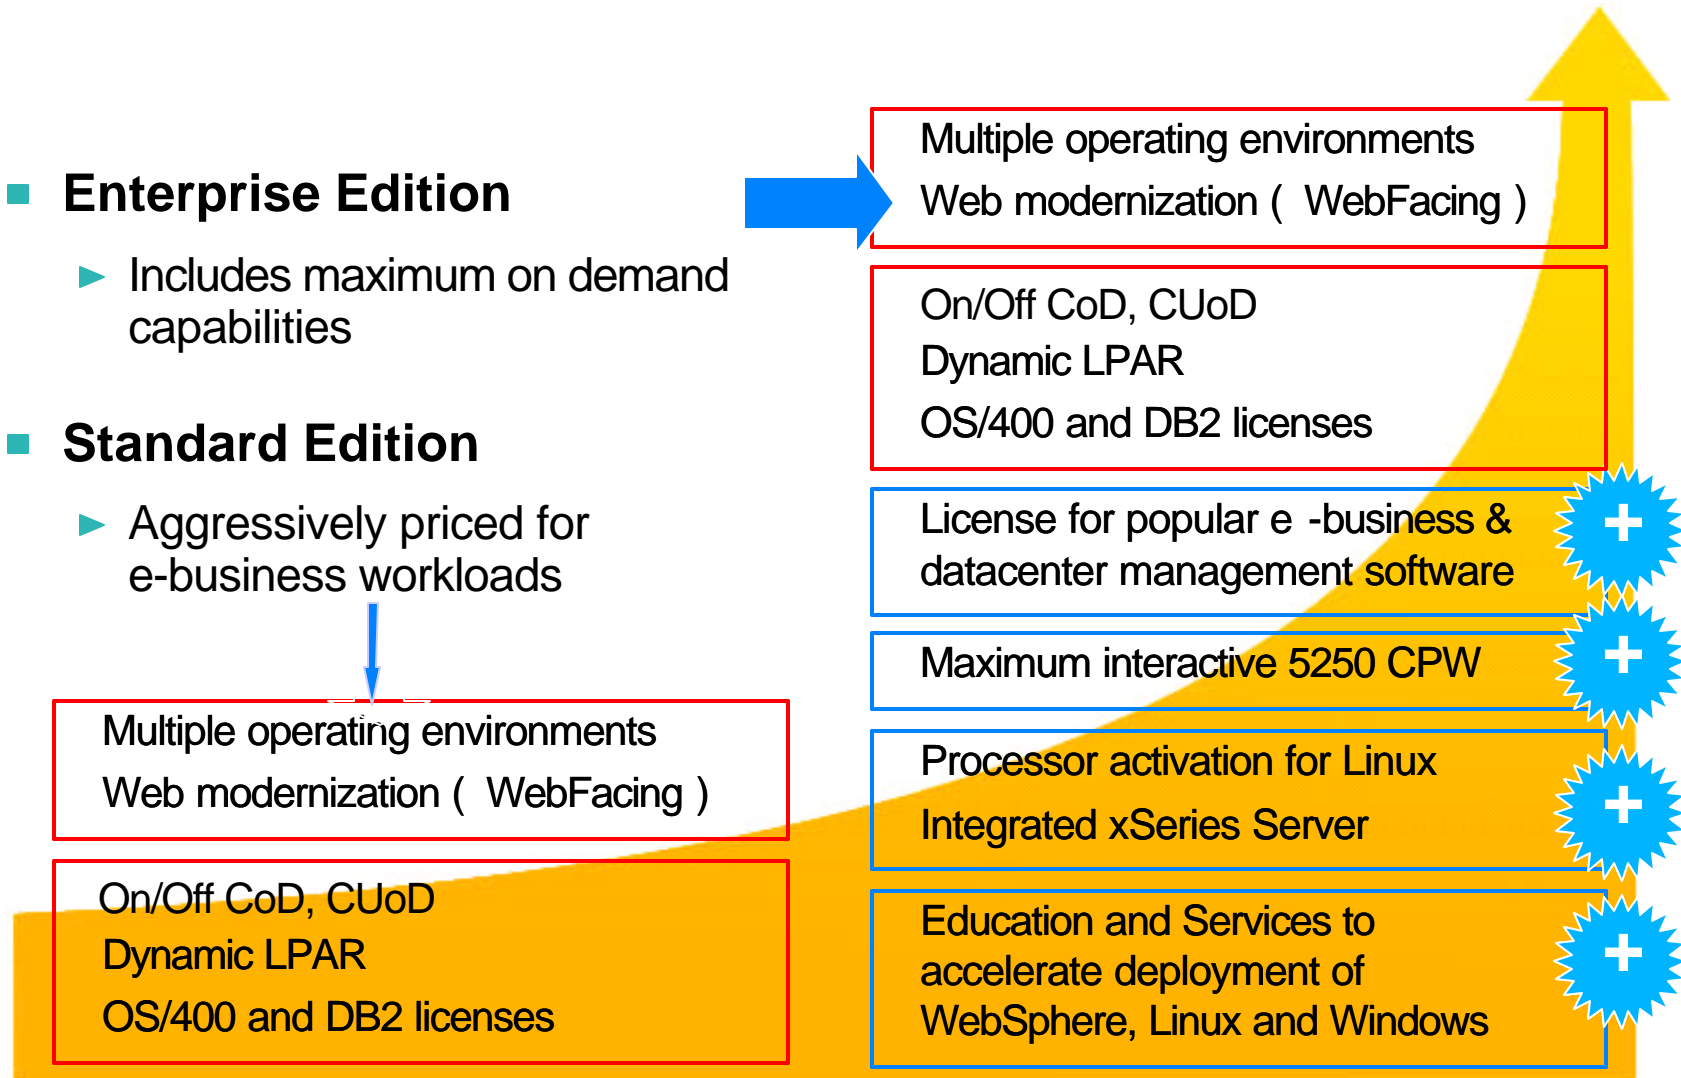 Enterprise Edition
Includes maximum on demand
capabilities
Standard Edition
Aggressively priced for
e-business workloads
Multiple operating environments
Web modernization ( WebFacing )
On/Off CoD, CUoD
Dynamic LPAR
OS/400 and DB2 licenses
Multiple operating environments
Web modernization ( WebFacing )
On/Off CoD, CUoD
Dynamic LPAR
OS/400 and DB2 licenses
License for popular e -business &
datacenter management software
+
Maximum interactive 5250 CPW
+
Processor activation for Linux
Integrated xSeries Server
+
Education and Services to
accelerate deployment of
WebSphere, Linux and Windows
+